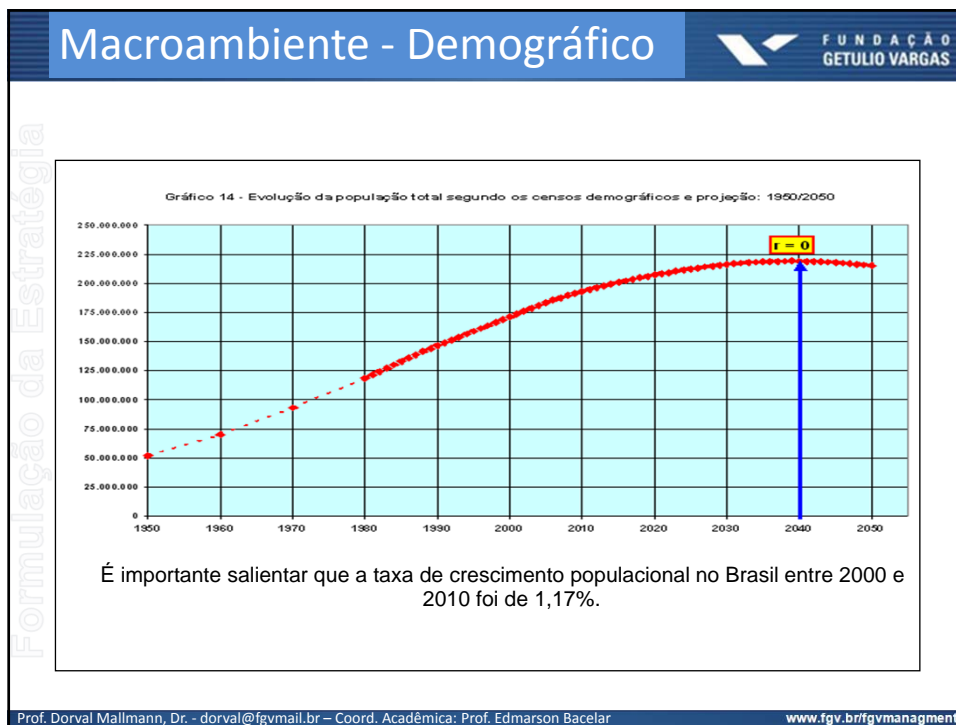 Macroambiente - Demográfico
FUNDAÇÃO
GETULIO VARGAS
Formulação da Estratégia
Gráfico 14 - Evolução da população total segundo os censos demográficos e projeção: 1950/2050
250.000.000
225.000.000
200.000.000
175.000.000
150.000.000
125.000.000
100.000.000
75.000.000
50.000.000
25.000.000
0
r = 0
1950 1960 1970 1980 1990 2000 2010 2020 2030 2040 2050
É importante salientar que a taxa de crescimento populacional no Brasil entre 2000 e
2010 foi de 1,17%.
Prof. Dorval Mallmann, Dr. - dorval@fgvmail.br – Coord. Acadêmica: Prof. Edmarson Bacelar
www.fgv.br/fgvmanagment